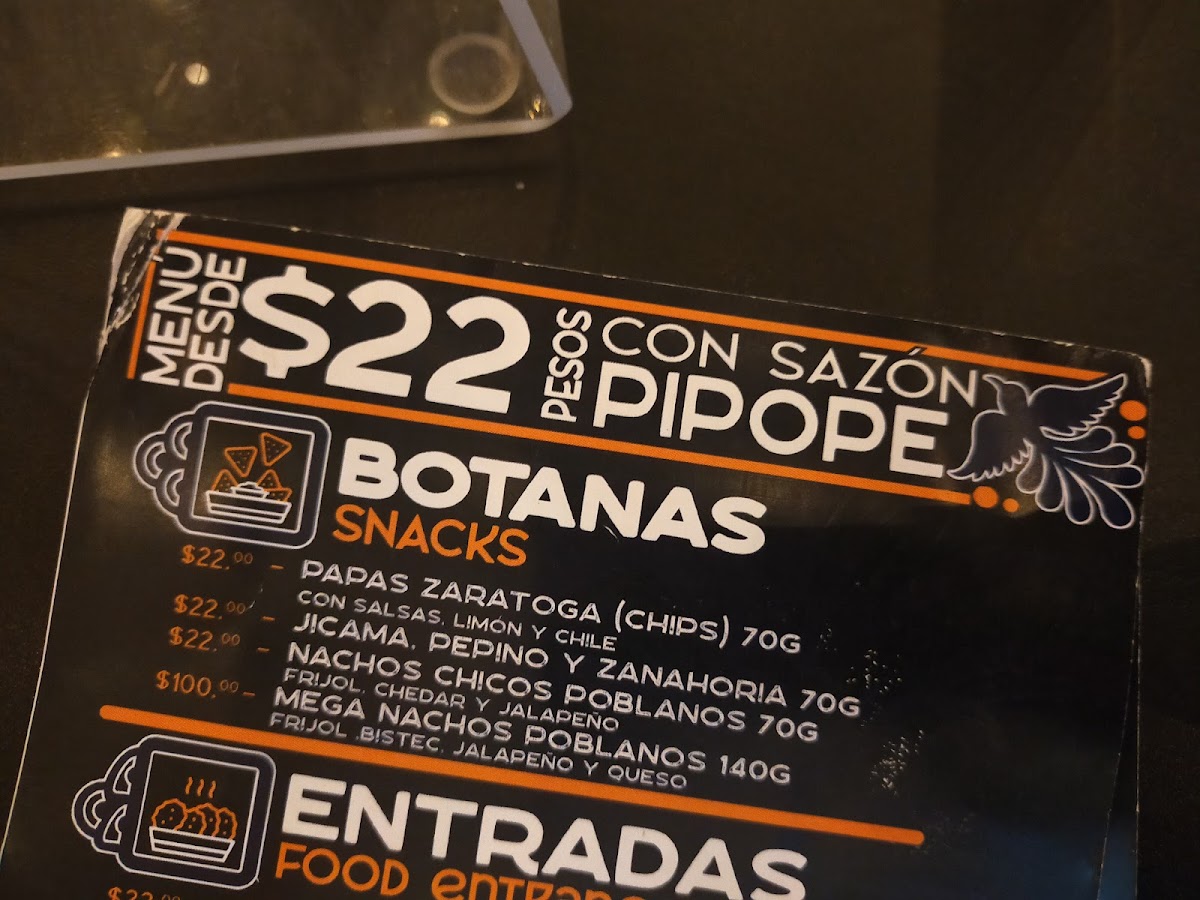 MENÚ
DESDE
$22
PESOS
CON SAZÓN
PIPOPE
BOTANAS
SNACKS
$22.00 - PAPAS ZARATOGA (CHIPS) 70G
CON SALSAS, LIMÓN Y CHILE
$22.00 - JICAMA, PEPINO Y ZANAHORIA 70G
$22.00 - NACHOS CHICOS POBLANOS 70G
FRIJOL, CHEDAR Y JALAPEÑO
$100.00 - MEGA NACHOS POBLANOS 140G
FRIJOL ,BISTEC, JALAPEÑO Y QUESO
ENTRADAS
FOOD
$22.00